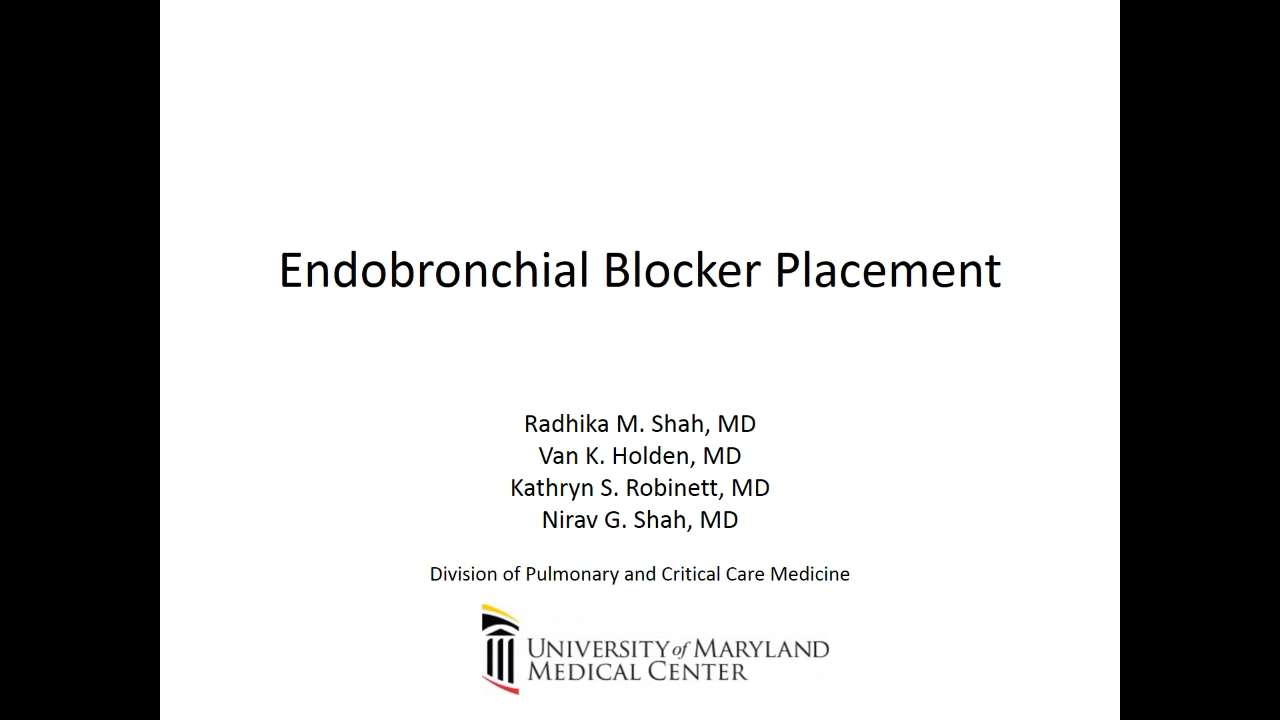 Endobronchial Blocker Placement
Radhika M. Shah, MD
Van K. Holden, MD
Kathryn S. Robinett, MD
Nirav G. Shah, MD
Division of Pulmonary and Critical Care Medicine
UNIVERSITY of MARYLAND
MEDICAL CENTER